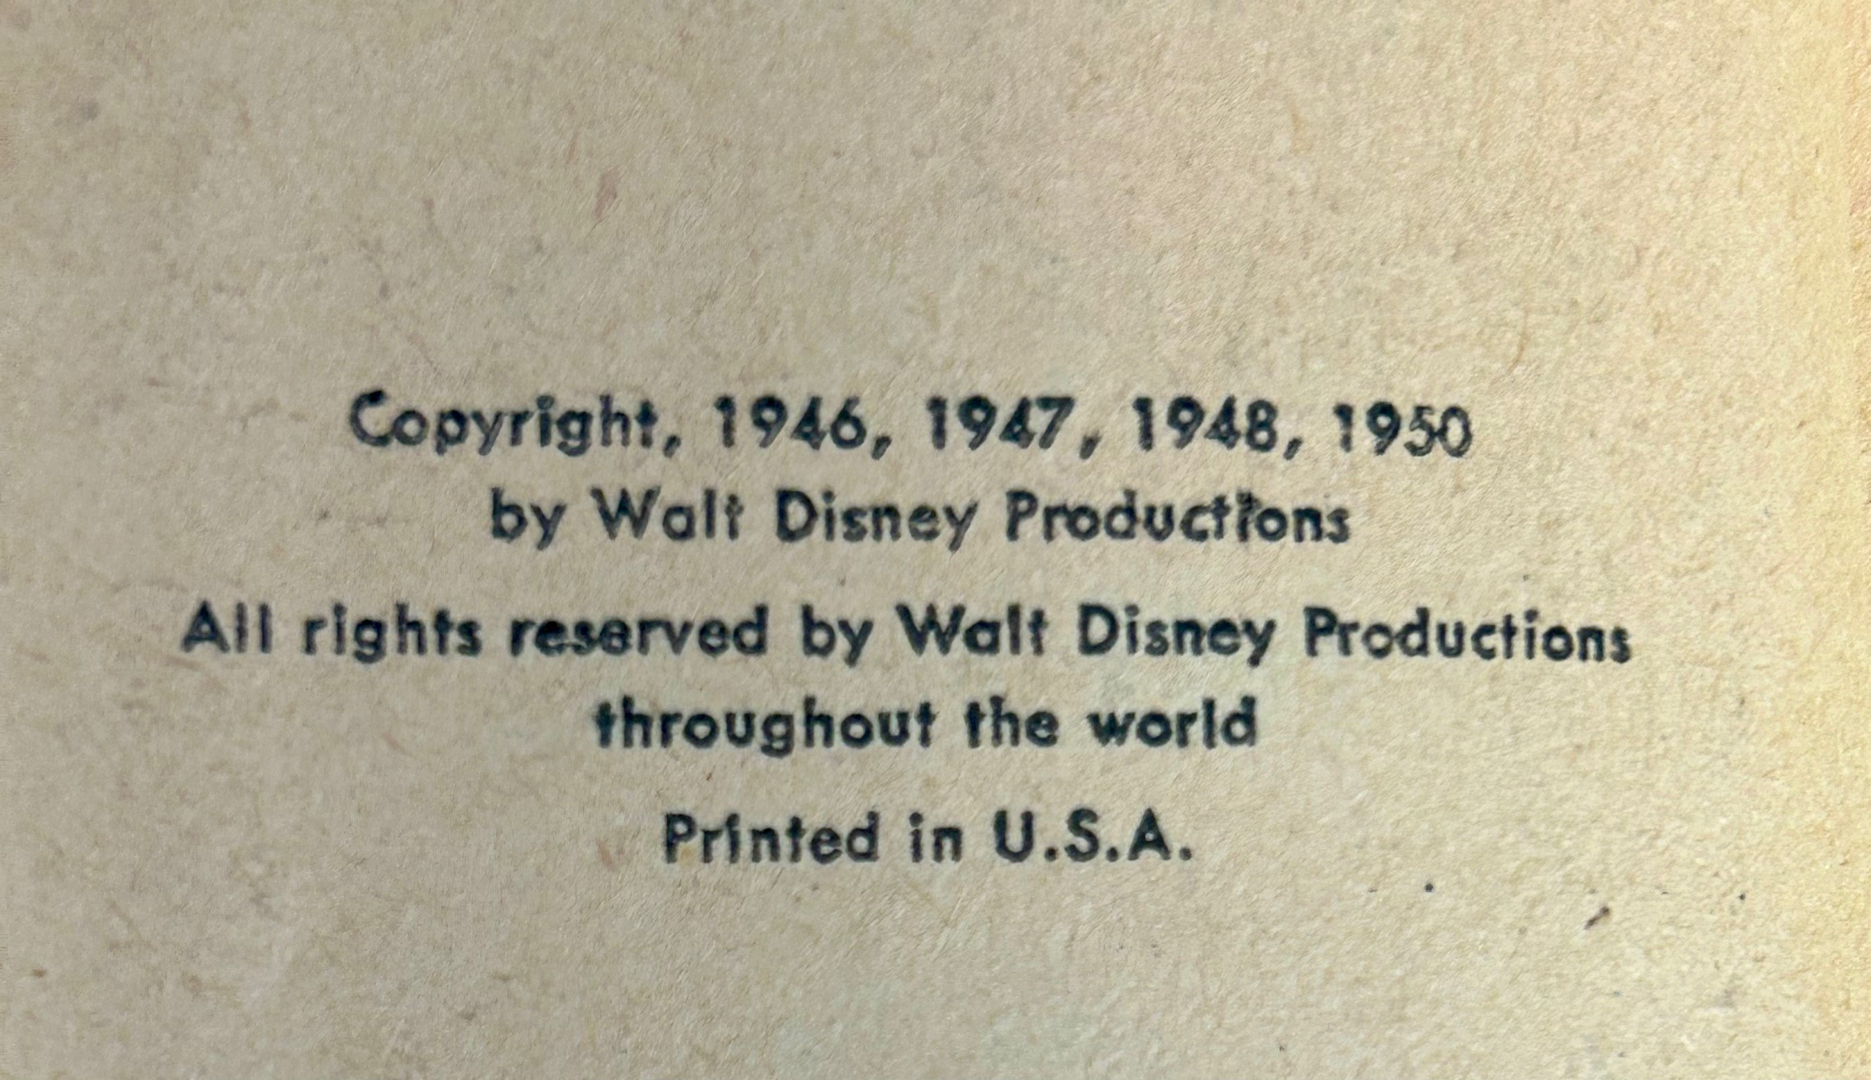 Copyright, 1946, 1947, 1948, 1950
by Walt Disney Productions
All rights reserved by Walt Disney Productions
throughout the world
Printed in U.S.A.